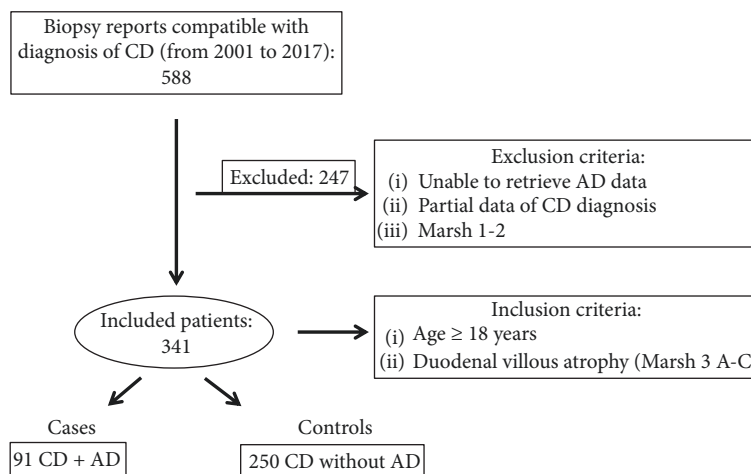 Biopsy reports compatible with
diagnosis of CD (from 2001 to 2017):
588
Excluded: 247
Exclusion criteria:
(i) Unable to retrieve AD data
(ii) Partial data of CD diagnosis
(iii) Marsh 1-2
Included patients:
341
Inclusion criteria:
(i) Age ≥ 18 years
(ii) Duodenal villous atrophy (Marsh 3 A-C
Cases
91 CD + AD
Controls
250 CD without AD